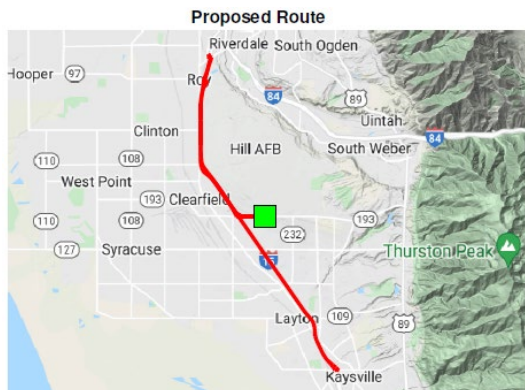 Proposed Route
Riverdale
South Ogden
Hooper
97
Roy
84
89
Uintah
84
Clinton
Hill AFB
South Weber
110
108
West Point
193
Clearfield
110
108
193
232
127
Syracuse
Thurston Peak
15
Layton
109
89
Kaysville